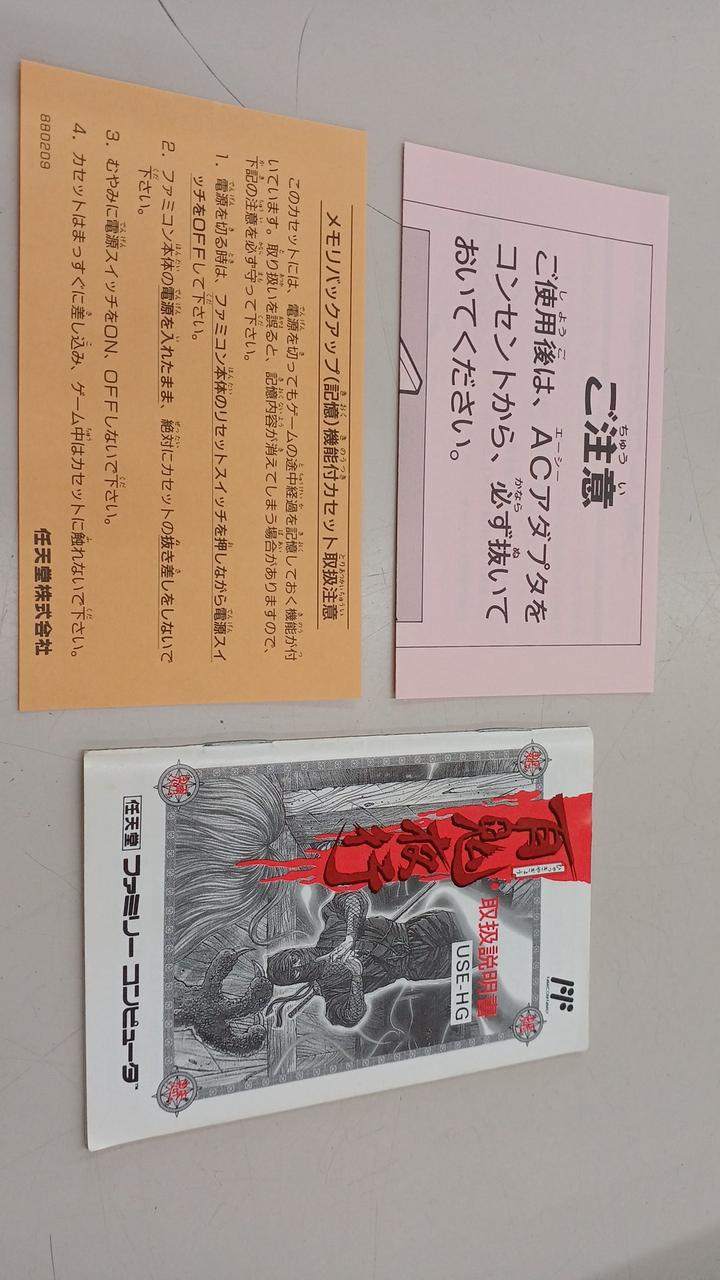 ご注意
ご使用後は、ACアダプタを
コンセントから、必ず抜いて
おいてください。
メモリバックアップ(記憶)機能付カセット取扱注意
このカセットには、電源を切ってもゲームの途中経過を記憶しておく機能が付
いています。取り扱いを誤ると、記憶内容が消えてしまう場合がありますので、
下記の注意を必ず守って下さい。
1. 電源を切る時は、ファミコン本体のリセットスイッチを押しながら電源スイ
ッチをOFFして下さい。
2. ファミコン本体の電源を入れたまま、絶対にカセットの抜き差しをしないで
下さい。
3. むやみに電源スイッチをON、OFFしないで下さい。
4. カセットはまっすぐに差し込み、ゲーム中はカセットに触れないで下さい。
任天堂株式会社
880209
百鬼夜行
取扱説明書
USE-HG
任天堂 ファミリーコンピュータ™